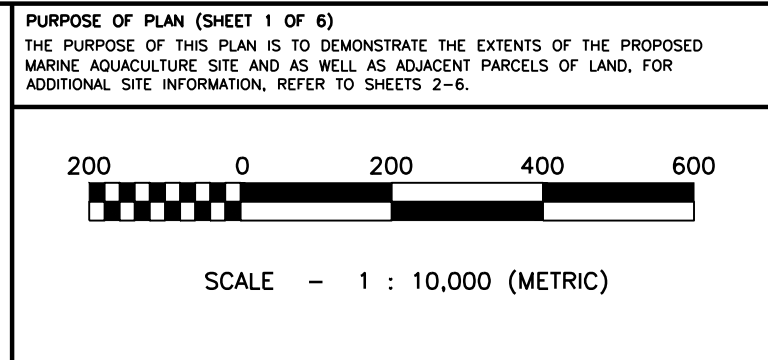 PURPOSE OF PLAN (SHEET 1 OF 6)
THE PURPOSE OF THIS PLAN IS TO DEMONSTRATE THE EXTENTS OF THE PROPOSED
MARINE AQUACULTURE SITE AND AS WELL AS ADJACENT PARCELS OF LAND, FOR
ADDITIONAL SITE INFORMATION, REFER TO SHEETS 2-6.
200 0 200 400 600
SCALE - 1 : 10,000 (METRIC)